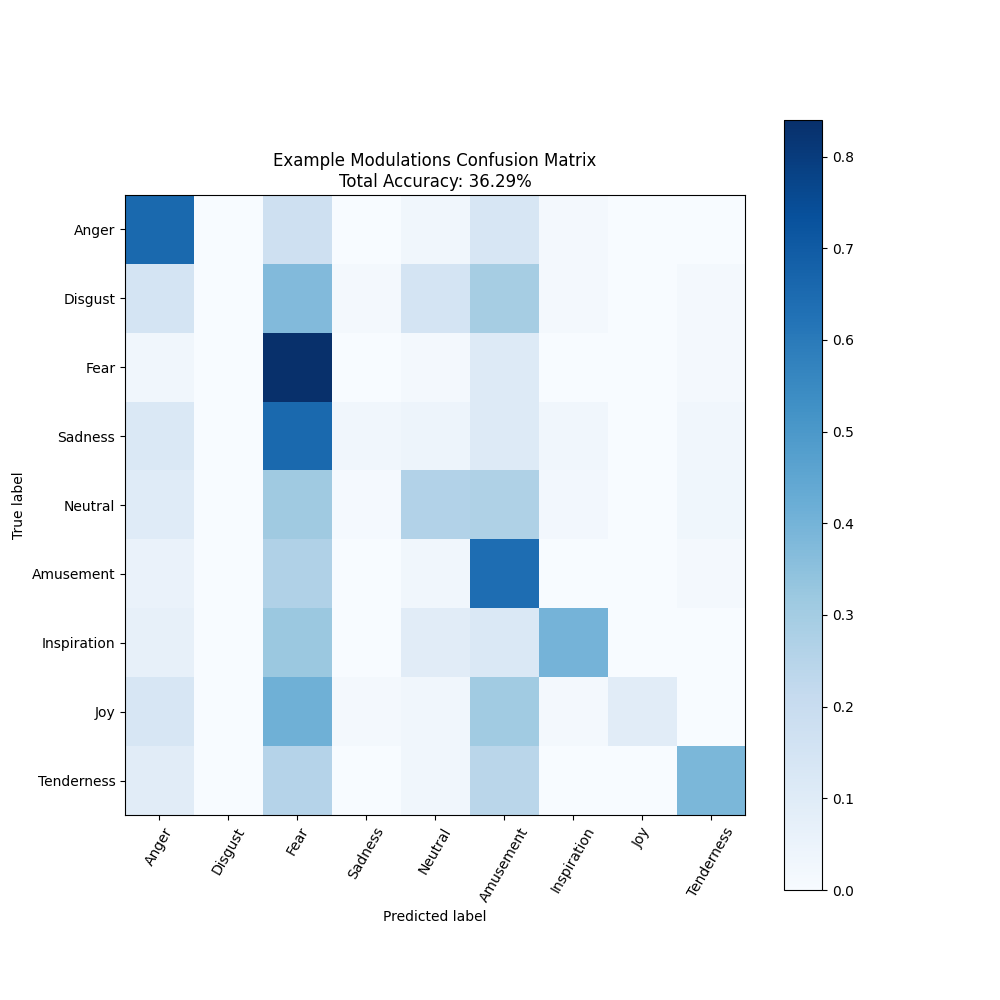 Example Modulations Confusion Matrix
Total Accuracy: 36.29%
True label
Anger
Disgust
Fear
Sadness
Neutral
Amusement
Inspiration
Joy
Tenderness
Anger
Disgust
Fear
Sadness
Neutral
Amusement
Inspiration
Joy
Tenderness
Predicted label
0.8
0.7
0.6
0.5
0.4
0.3
0.2
0.1
0.0